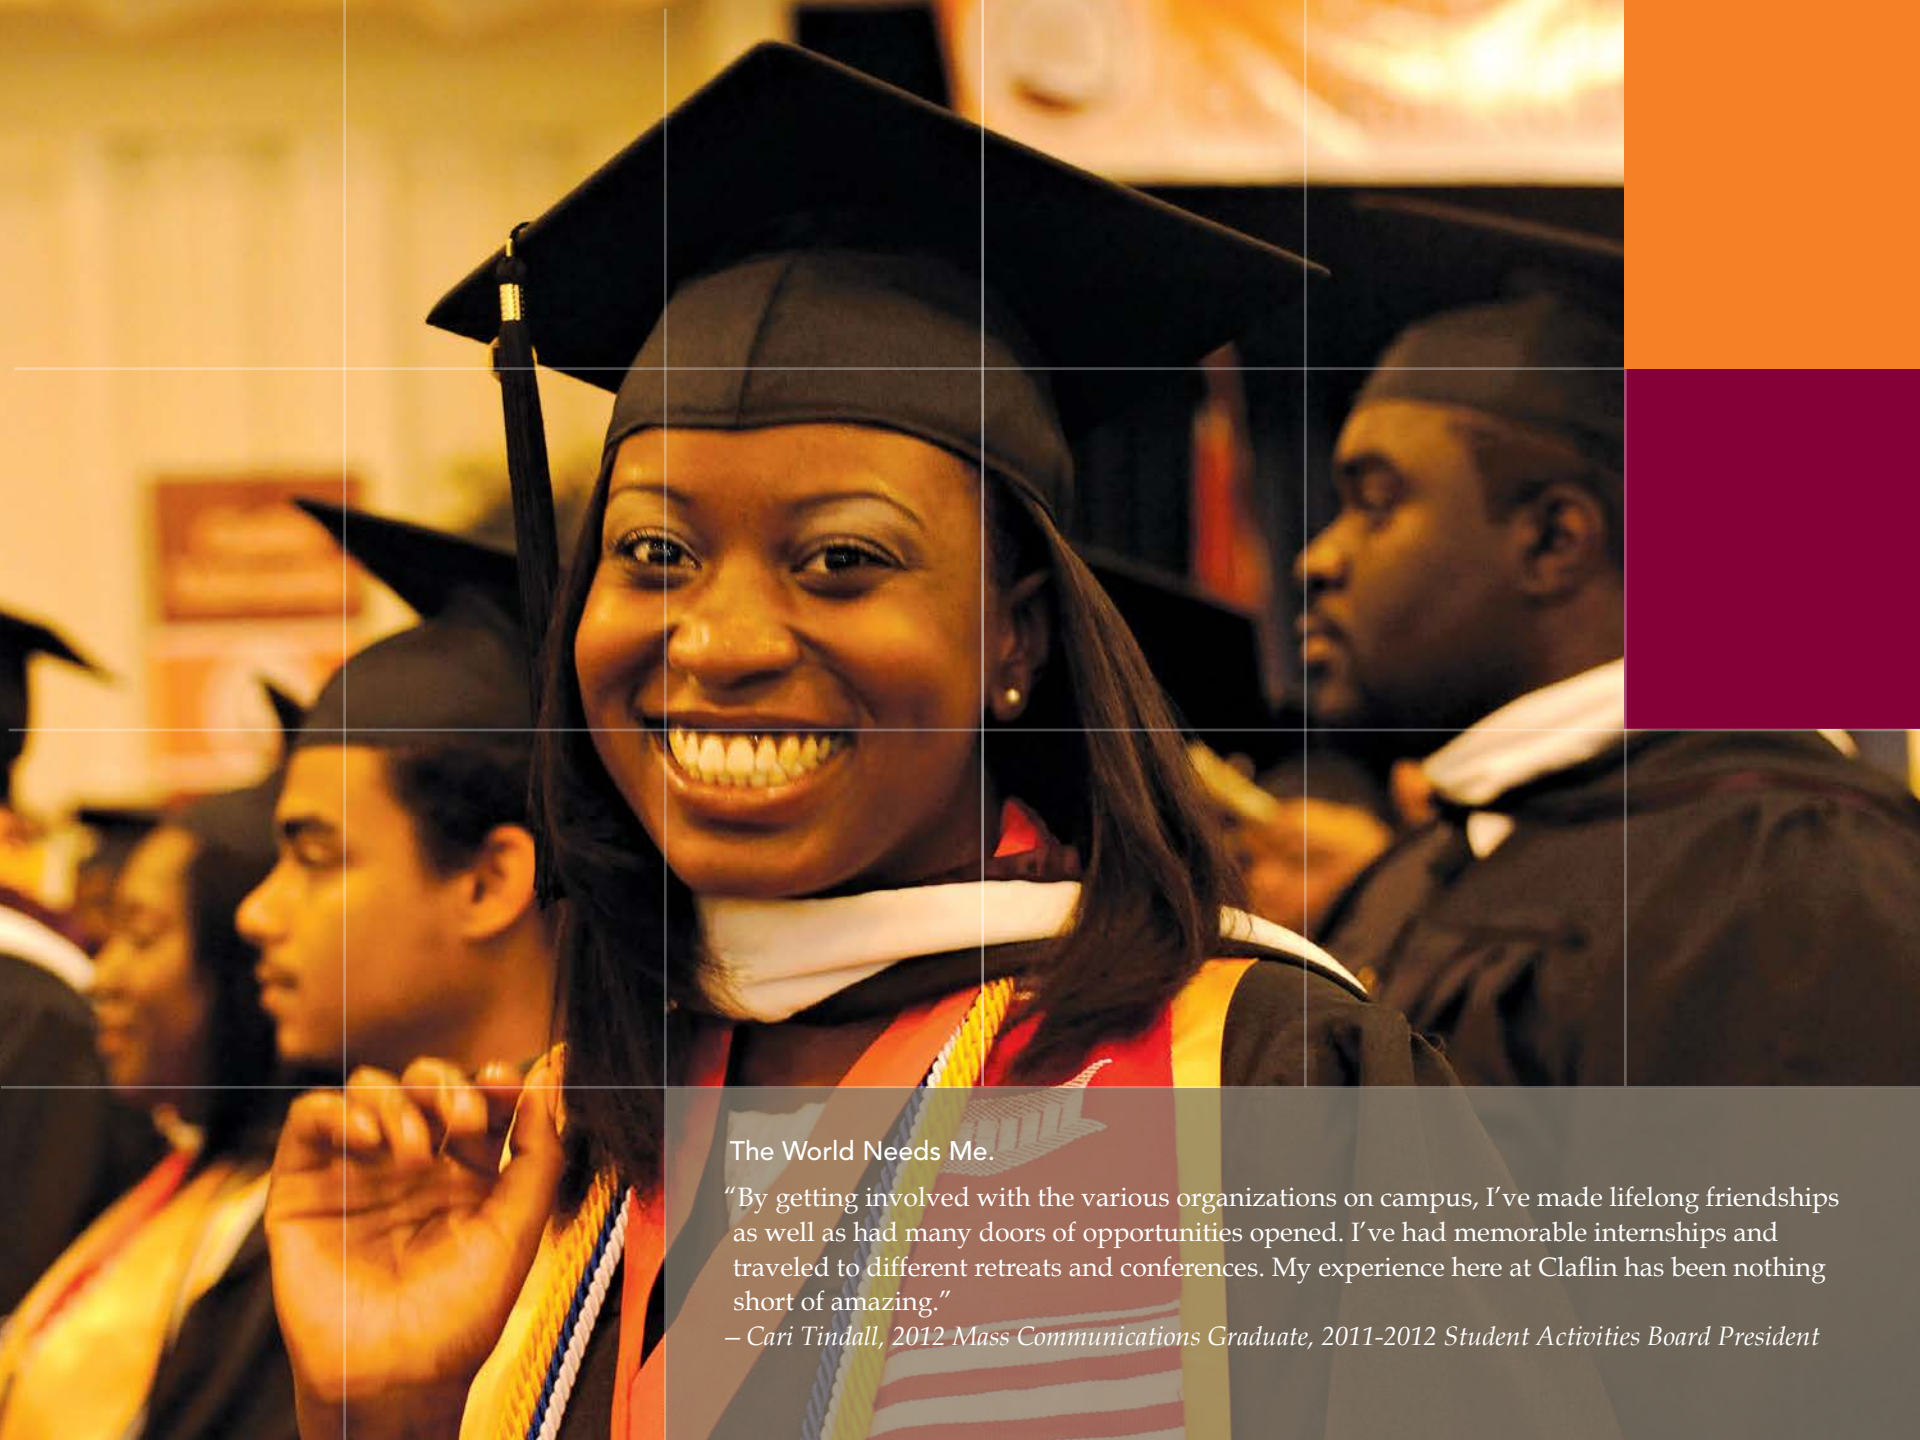 The World Needs Me.
“By getting involved with the various organizations on campus, I’ve made lifelong friendships
as well as had many doors of opportunities opened. I’ve had memorable internships and
traveled to different retreats and conferences. My experience here at Claflin has been nothing
short of amazing.”
– Cari Tindall, 2012 Mass Communications Graduate, 2011-2012 Student Activities Board President